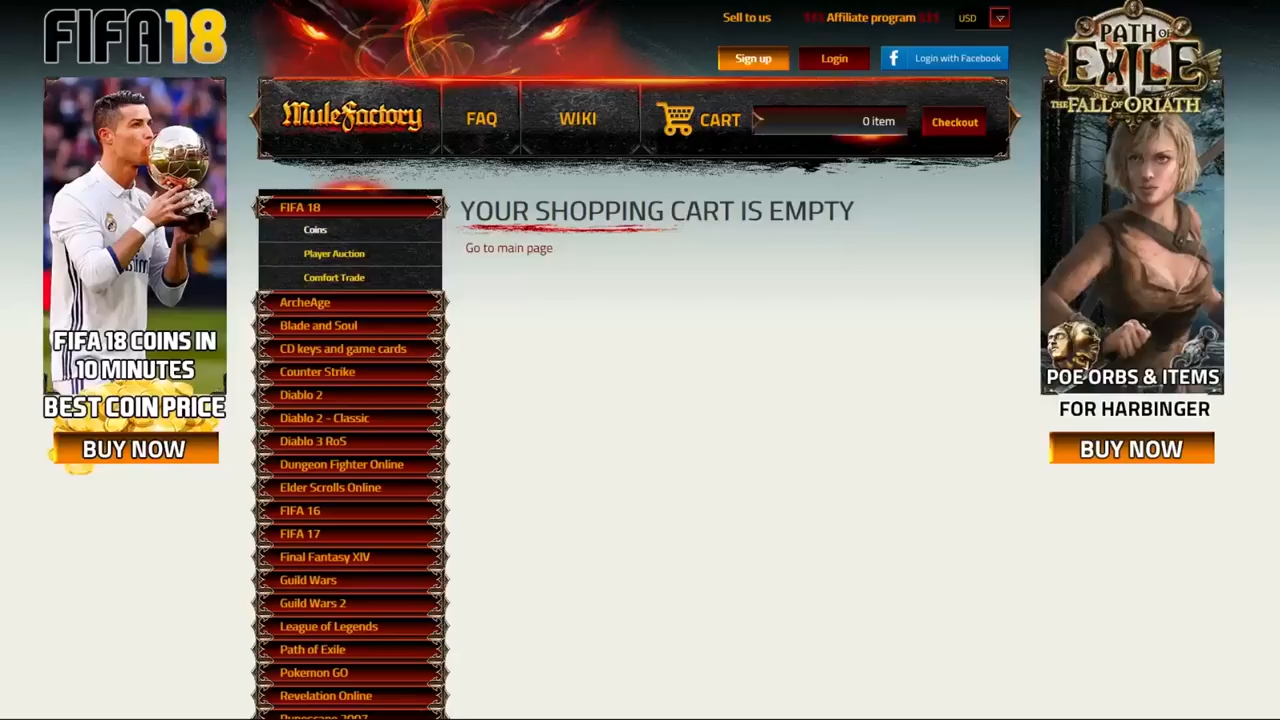 FIFA 18
Sell to us
Affiliate program
USD
Sign up
Login
f
Login with Facebook
PATH OF
EXILE
THE FALL OF ORIATH
MuleFactory
FAQ
WIKI
CART
0 item
Checkout
FIFA 18
Coins
Player Auction
Comfort Trade
ArcheAge
Blade and Soul
CD keys and game cards
Counter Strike
Diablo 2
Diablo 2 - Classic
Diablo 3 RoS
Dungeon Fighter Online
Elder Scrolls Online
FIFA 16
FIFA 17
Final Fantasy XIV
Guild Wars
Guild Wars 2
League of Legends
Path of Exile
Pokemon GO
Revelation Online
Runescape 2007
YOUR SHOPPING CART IS EMPTY
Go to main page
FIFA 18 COINS IN
10 MINUTES
BEST COIN PRICE
BUY NOW
POE ORBS & ITEMS
FOR HARBINGER
BUY NOW